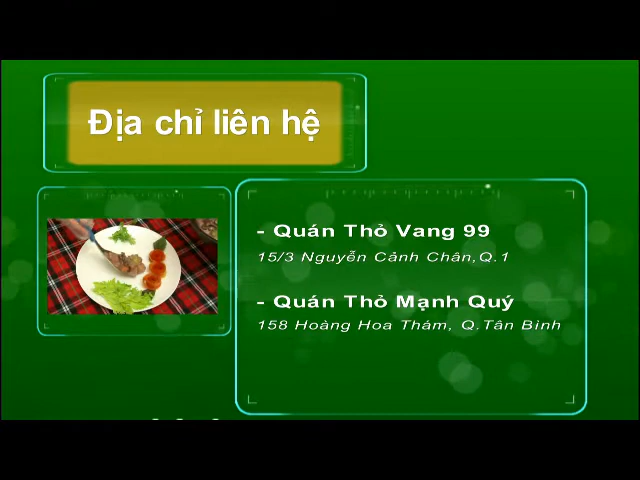 Địa chỉ liên hệ
- Quán Thỏ Vang 99
15/3 Nguyễn Cảnh Chân,Q.1
- Quán Thỏ Mạnh Quý
158 Hoàng Hoa Thám, Q.Tân Bình